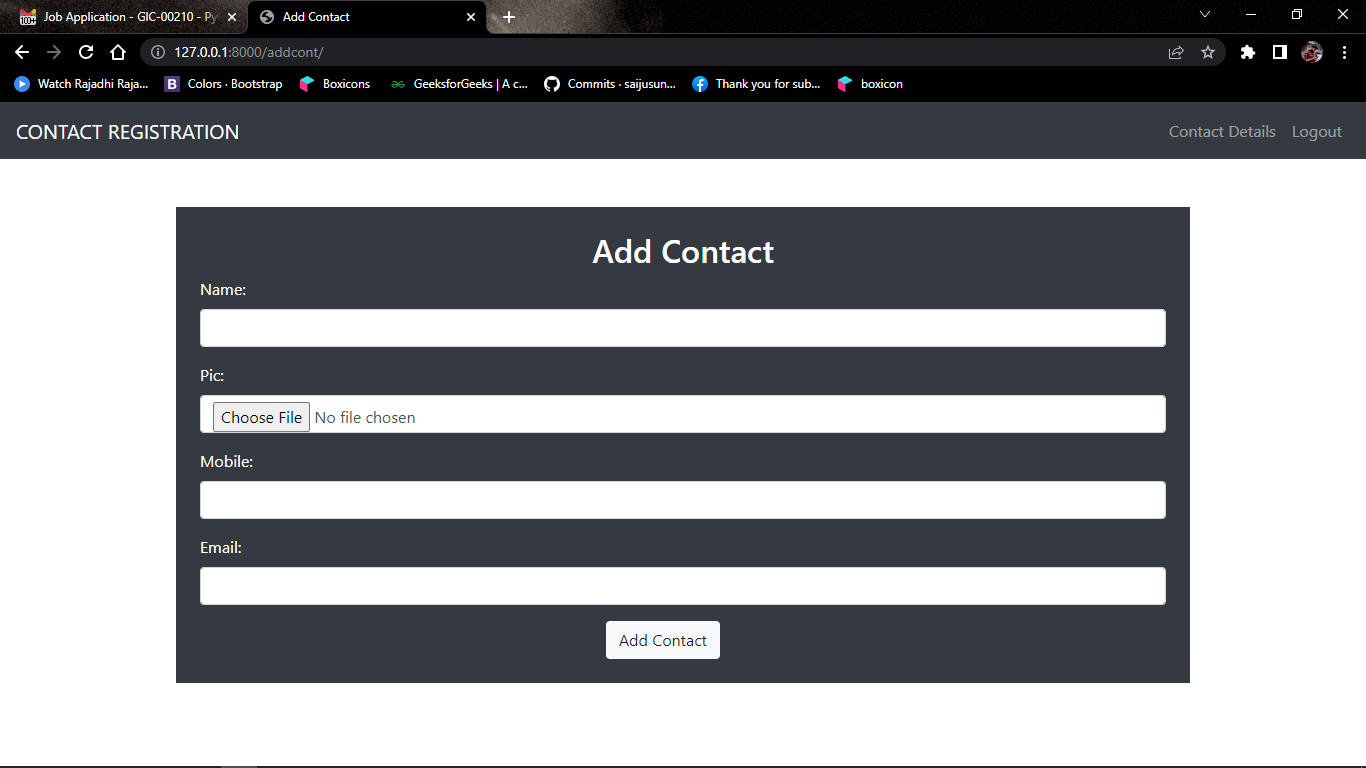 100+ Job Application - GIC-00210 - Py
Add Contact
127.0.0.1:8000/addcont/
Watch Rajadhi Raja...
B Colors · Bootstrap
Boxicons
GeeksforGeeks | A c...
Commits · saijusun...
Thank you for sub...
boxicon
CONTACT REGISTRATION
Contact Details
Logout
Add Contact
Name:
Pic:
Choose File No file chosen
Mobile:
Email:
Add Contact